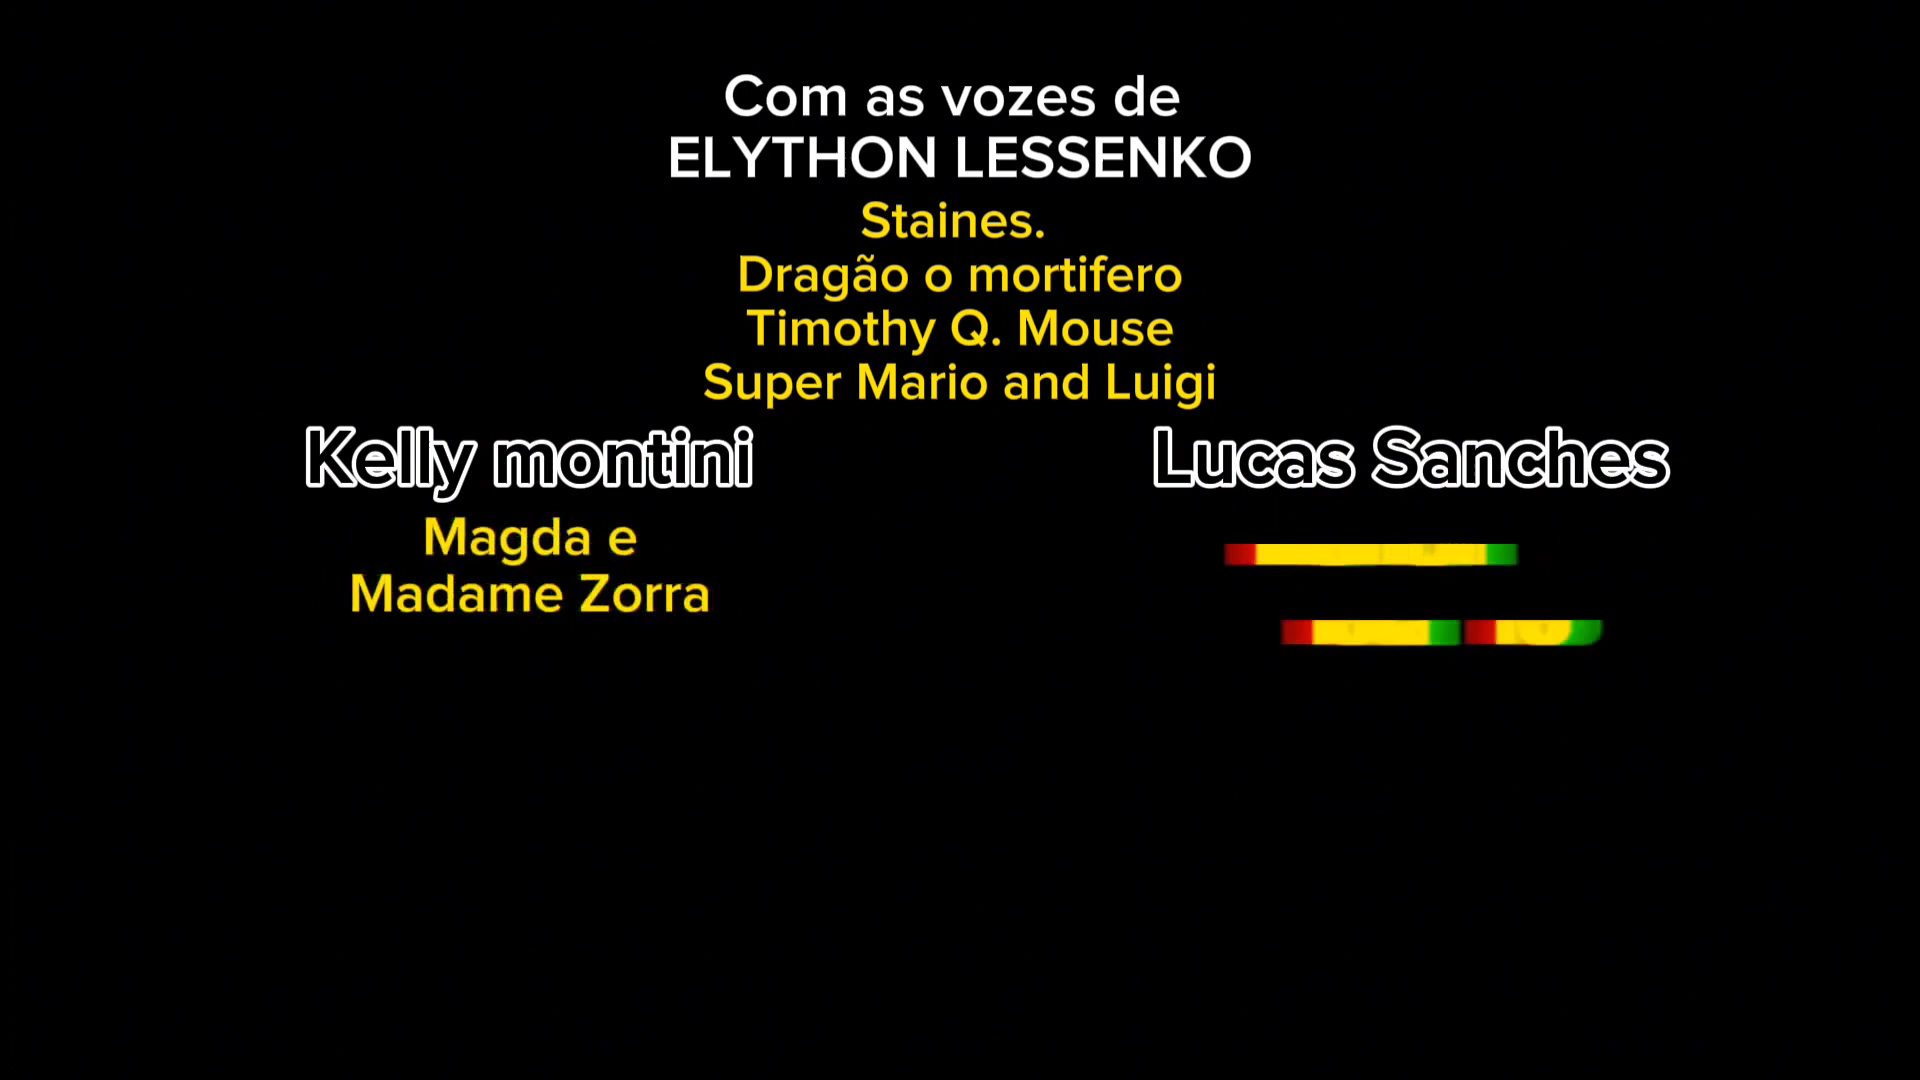 Com as vozes de
ELYTHON LESSENKO
Staines.
Dragão o mortifero
Timothy Q. Mouse
Super Mario and Luigi
Kelly montini
Lucas Sanches
Magda e
Madame Zorra